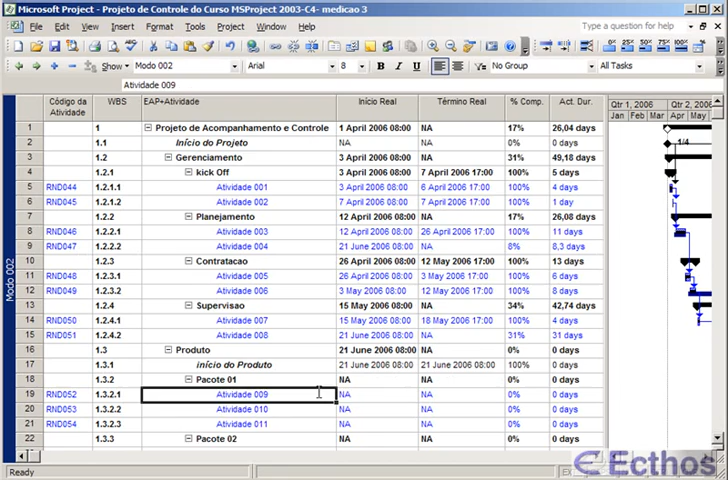 Microsoft Project - Projeto de Controle do Curso MSProject 2003-C4- medicao 3
File Edit View Insert Format Tools Project Window Help
Type a question for help
No Group
0% 25% 50% 75% 100%
Show Modo 002 Arial 8 No Group All Tasks
Atividade 009
Código da Atividade WBS EAP+Atividade Início Real Término Real % Comp. Act. Dur. Qtr 1, 2006 Qtr 2, 2006
Jan Feb Mar Apr May
1 1 Projeto de Acompanhamento e Controle 1 April 2006 08:00 NA 17% 26,04 days
2 1.1 Início do Projeto NA NA 0% 0 days 1/4
3 1.2 Gerenciamento 3 April 2006 08:00 NA 31% 49,18 days
4 1.2.1 kick Off 3 April 2006 08:00 7 April 2006 17:00 100% 5 days
5 RND044 1.2.1.1 Atividade 001 3 April 2006 08:00 6 April 2006 17:00 100% 4 days
6 RND045 1.2.1.2 Atividade 002 7 April 2006 08:00 7 April 2006 17:00 100% 1 day
7 1.2.2 Planejamento 12 April 2006 08:00 NA 17% 26,08 days
8 RND046 1.2.2.1 Atividade 003 12 April 2006 08:00 26 April 2006 17:00 100% 11 days
9 RND047 1.2.2.2 Atividade 004 21 June 2006 08:00 NA 8% 8,3 days
10 1.2.3 Contratacao 26 April 2006 08:00 12 May 2006 17:00 100% 13 days
11 RND048 1.2.3.1 Atividade 005 26 April 2006 08:00 3 May 2006 17:00 100% 6 days
12 RND049 1.2.3.2 Atividade 006 3 May 2006 08:00 12 May 2006 17:00 100% 8 days
13 1.2.4 Supervisao 15 May 2006 08:00 NA 34% 42,74 days
14 RND050 1.2.4.1 Atividade 007 15 May 2006 08:00 18 May 2006 17:00 100% 4 days
15 RND051 1.2.4.2 Atividade 008 21 June 2006 08:00 NA 31% 31 days
16 1.3 Produto 21 June 2006 08:00 NA 0% 0 days
17 1.3.1 início do Produto 21 June 2006 08:00 21 June 2006 08:00 100% 0 days
18 1.3.2 Pacote 01 NA NA 0% 0 days
19 RND052 1.3.2.1 Atividade 009 NA NA 0% 0 days
20 RND053 1.3.2.2 Atividade 010 NA NA 0% 0 days
21 RND054 1.3.2.3 Atividade 011 NA NA 0% 0 days
22 1.3.3 Pacote 02 NA NA 0% 0 days
Modo 002
Ready
Ecthos